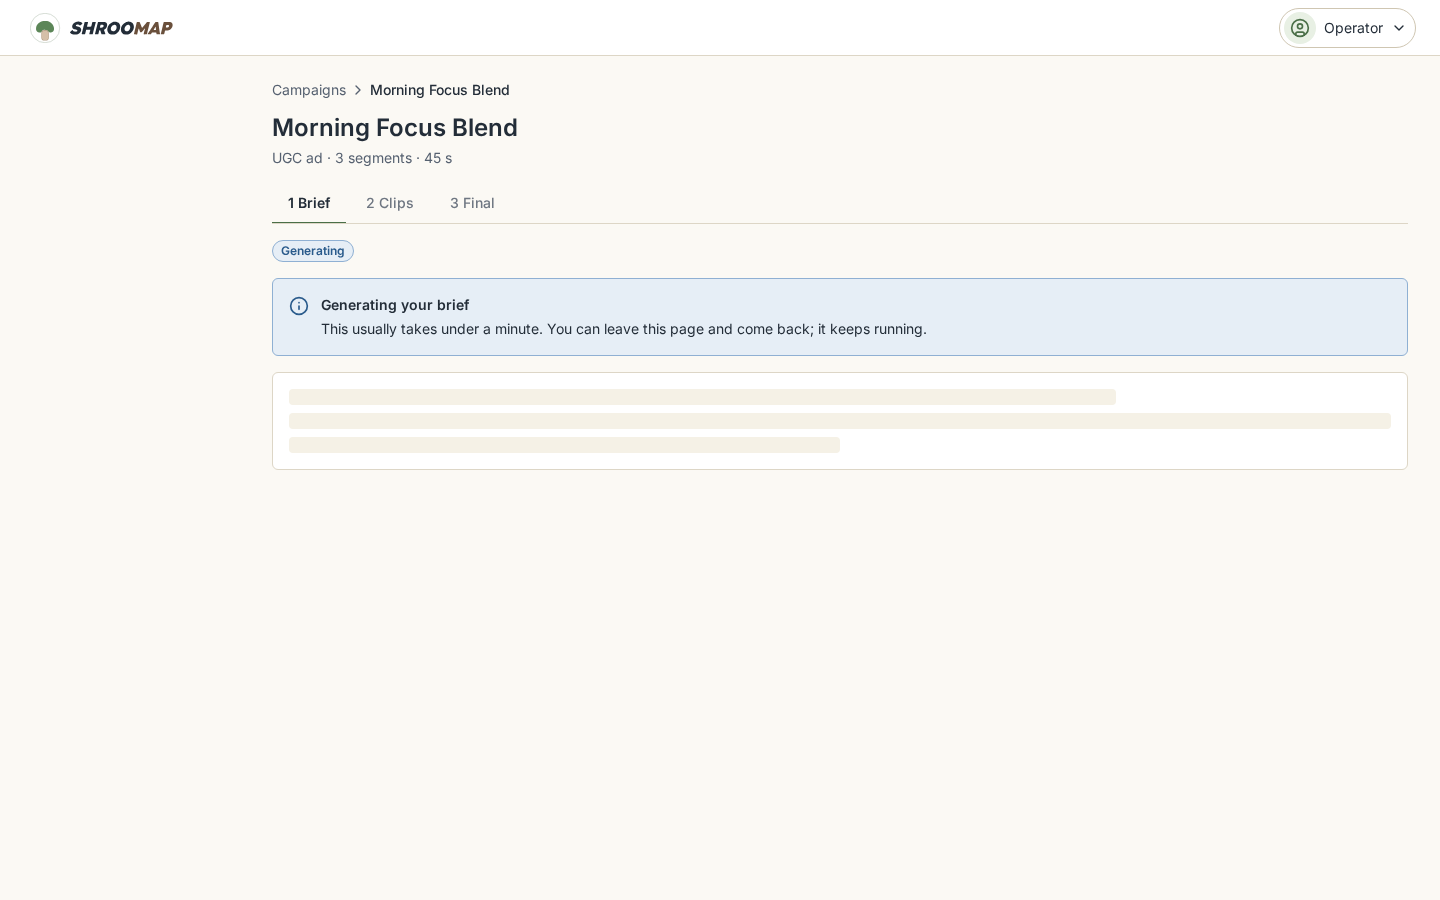 SHROOMAP
Operator
Campaigns
Morning Focus Blend
Morning Focus Blend
UGC ad · 3 segments · 45 s
1 Brief
2 Clips
3 Final
Generating
Generating your brief
This usually takes under a minute. You can leave this page and come back; it keeps running.